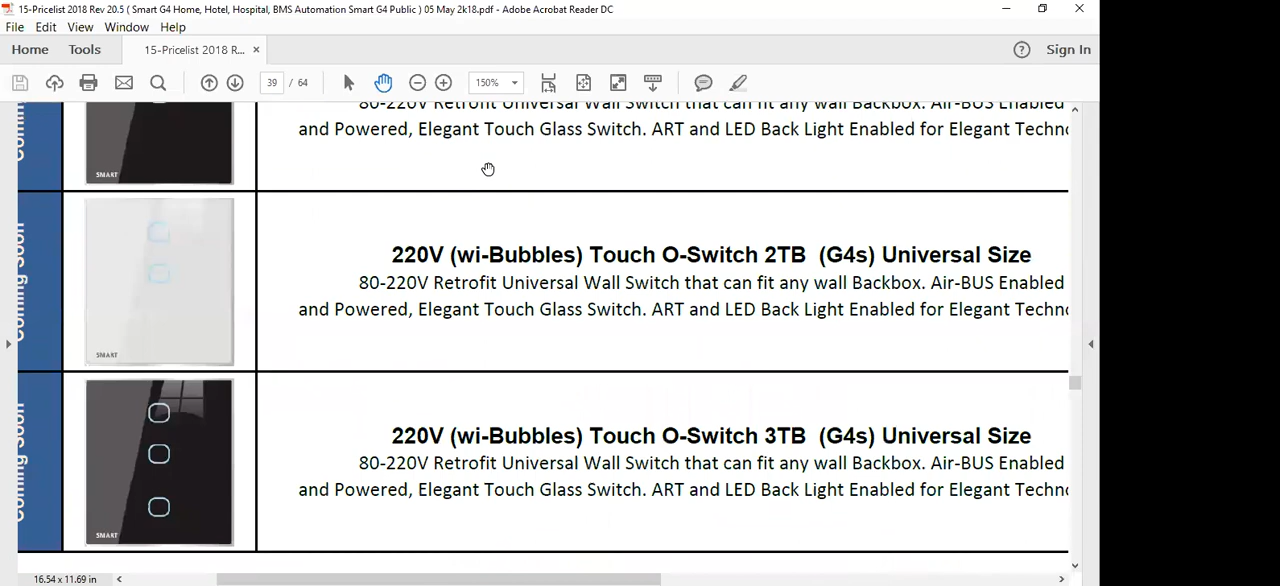 15-Pricelist 2018 Rev 20.5 ( Smart G4 Home, Hotel, Hospital, BMS Automation Smart G4 Public ) 05 May 2k18.pdf - Adobe Acrobat Reader DC
File Edit View Window Help
Home Tools 15-Pricelist 2018 R... × Sign In
39 / 64 150%
80-220V Retrofit Universal Wall Switch that can fit any wall Backbox. Air-BUS Enabled
and Powered, Elegant Touch Glass Switch. ART and LED Back Light Enabled for Elegant Techno
SMART
Coming
Coming Soon
220V (wi-Bubbles) Touch O-Switch 2TB (G4s) Universal Size
80-220V Retrofit Universal Wall Switch that can fit any wall Backbox. Air-BUS Enabled
and Powered, Elegant Touch Glass Switch. ART and LED Back Light Enabled for Elegant Techno
SMART
Coming Soon
220V (wi-Bubbles) Touch O-Switch 3TB (G4s) Universal Size
80-220V Retrofit Universal Wall Switch that can fit any wall Backbox. Air-BUS Enabled
and Powered, Elegant Touch Glass Switch. ART and LED Back Light Enabled for Elegant Techno
SMART
16.54 x 11.69 in